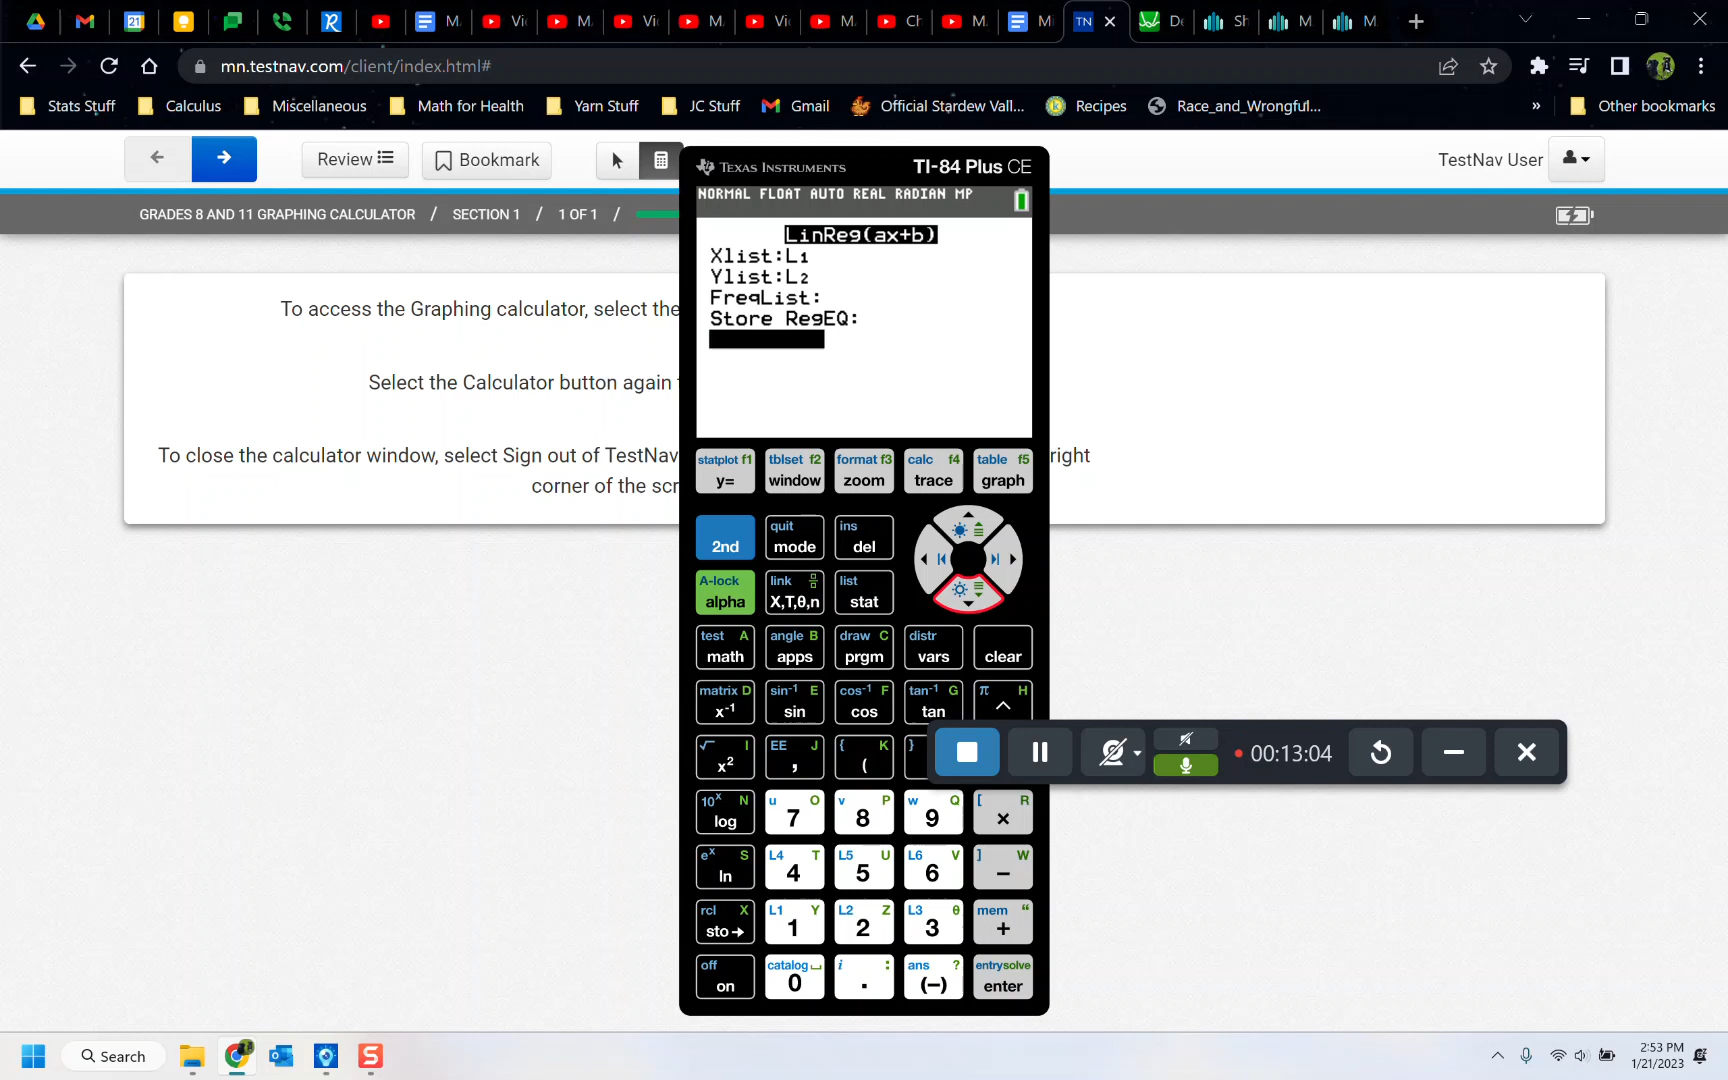 M.
Vi
M.
Vi
M.
Vi
M.
Ch
M.
Mi
TN
De
Sh
M
M
mn.testnav.com/client/index.html#
Stats Stuff
Calculus
Miscellaneous
Math for Health
Yarn Stuff
JC Stuff
Gmail
Official Stardew Vall...
Recipes
Race_and_Wrongful...
»
Other bookmarks
Review
Bookmark
TestNav User
GRADES 8 AND 11 GRAPHING CALCULATOR / SECTION 1 / 1 OF 1 /
To access the Graphing calculator, select the
Select the Calculator button again
To close the calculator window, select Sign out of TestNav
right
corner of the scr
TEXAS INSTRUMENTS
TI-84 Plus CE
NORMAL FLOAT AUTO REAL RADIAN MP
LinReg(ax+b)
Xlist:L₁
Ylist:L₂
FreqList:
Store RegEQ:
statplot f1 tblset f2 format f3 calc f4 table f5
y= window zoom trace graph
quit ins
2nd mode del
A-lock link list
alpha X,T,θ,n stat
test A angle B draw C distr
math apps prgm vars clear
matrix D sin⁻¹ E cos⁻¹ F tan⁻¹ G π H
x⁻¹ sin cos tan ^
√ I EE J { K }
x² , (
00:13:04
10ˣ N u O v P w Q [ R
log 7 8 9 ×
eˣ S L4 T L5 U L6 V ] W
ln 4 5 6 −
rcl X L1 Y L2 Z L3 θ mem “
sto→ 1 2 3 +
off catalog i : ans ? entry solve
on 0 . (−) enter
Search
2:53 PM
1/21/2023